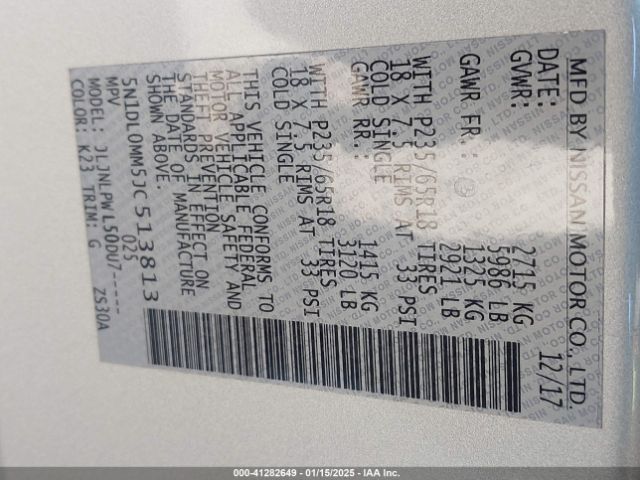 MFD BY NISSAN MOTOR CO., LTD.
DATE: 12/17
GVWR: 2715 KG
5986 LB
GAWR FR.: 1325 KG
2921 LB
WITH P235/65R18 TIRES
18 X 7.5 RIMS AT 33 PSI
COLD SINGLE
GAWR RR.: 1415 KG
3120 LB
WITH P235/65R18 TIRES
18 X 7.5 RIMS AT 33 PSI
COLD SINGLE
THIS VEHICLE CONFORMS TO
ALL APPLICABLE FEDERAL
MOTOR VEHICLE SAFETY AND
THEFT PREVENTION
STANDARDS IN EFFECT ON
THE DATE OF MANUFACTURE
SHOWN ABOVE.
5N1DL0MM5JC513813
MPV 025
MODEL: JLJNLPWL500U7-----
COLOR: K23 TRIM: G ZS30A
000-41282649 - 01/15/2025 - IAA Inc.